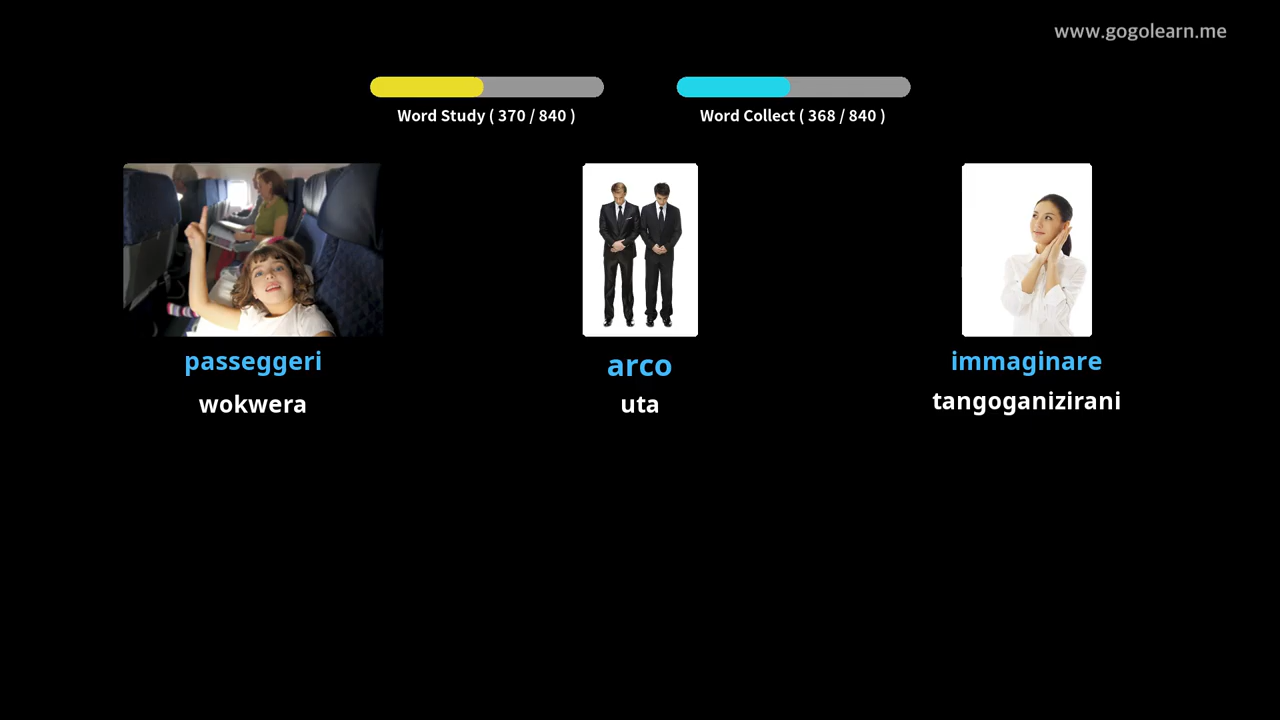 www.gogolearn.me
Word Study ( 370 / 840 )
Word Collect ( 368 / 840 )
passeggeri
arco
immaginare
wokwera
uta
tangoganizirani